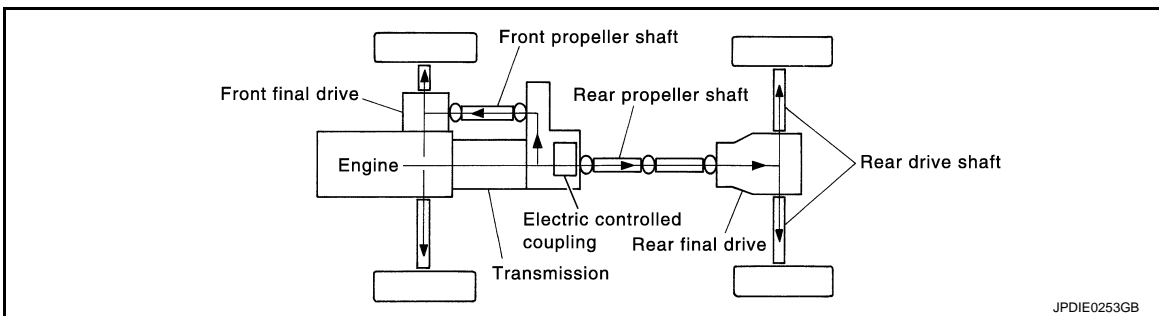 Front propeller shaft
Front final drive
Rear propeller shaft
Engine
Rear drive shaft
Electric controlled
coupling
Rear final drive
Transmission
JPDIE0253GB